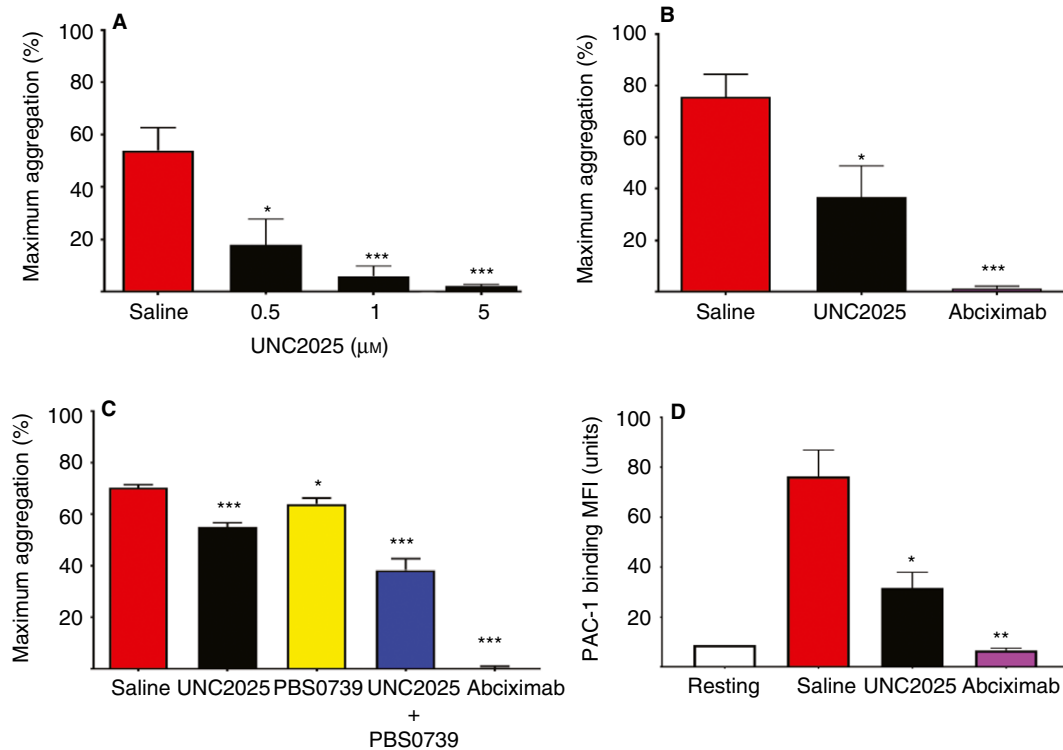 A
Maximum aggregation (%)
100
80
60
40
20
*
***
***
Saline 0.5 1 5
UNC2025 (μM)
B
Maximum aggregation (%)
100
80
60
40
20
*
***
Saline UNC2025 Abciximab
C
Maximum aggregation (%)
100
80
60
40
20
***
*
***
***
Saline UNC2025 PBS0739 UNC2025 Abciximab
+
PBS0739
D
PAC-1 binding MFI (units)
100
80
60
40
20
*
**
Resting Saline UNC2025 Abciximab